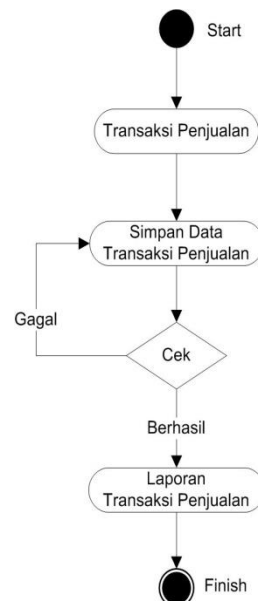 Start
Transaksi Penjualan
Simpan Data
Transaksi Penjualan
Gagal
Cek
Berhasil
Laporan
Transaksi Penjualan
Finish